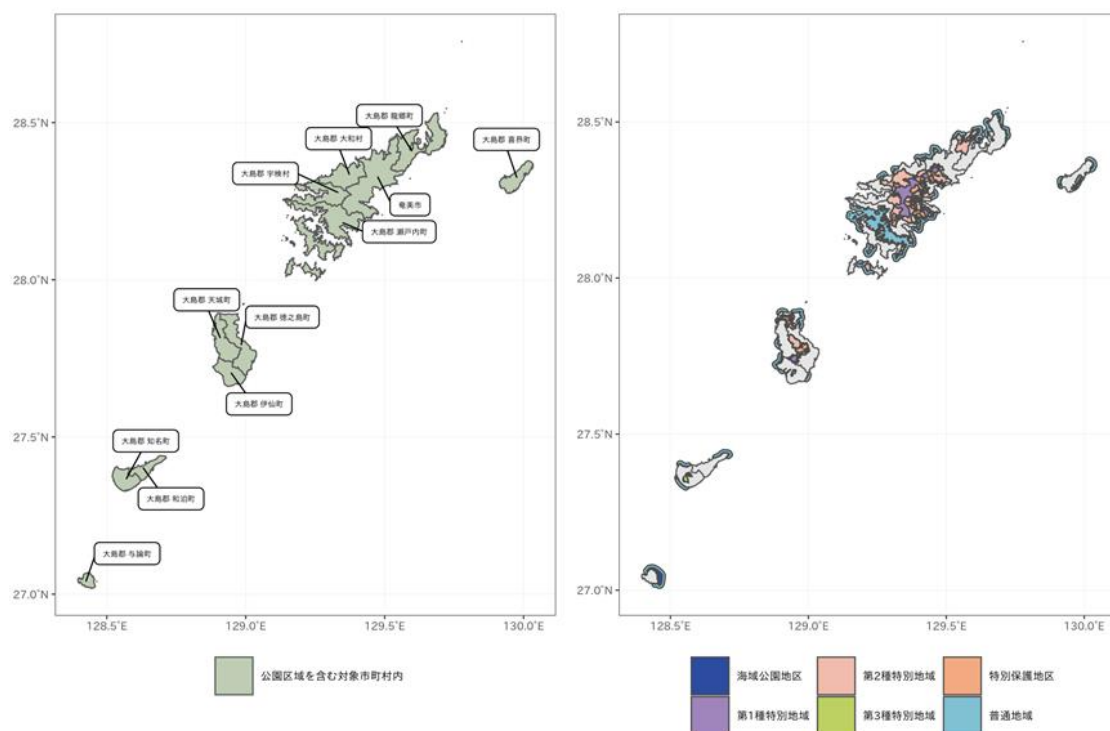 28.5°N
28.0°N
27.5°N
27.0°N
128.5°E
129.0°E
129.5°E
130.0°E
大島郡 龍郷町
大島郡 大和村
大島郡 喜界町
大島郡 宇検村
奄美市
大島郡 瀬戸内町
大島郡 天城町
大島郡 徳之島町
大島郡 伊仙町
大島郡 知名町
大島郡 和泊町
大島郡 与論町
公園区域を含む対象市町村内
28.5°N
28.0°N
27.5°N
27.0°N
128.5°E
129.0°E
129.5°E
130.0°E
海域公園地区
第2種特別地域
特別保護地区
第1種特別地域
第3種特別地域
普通地域